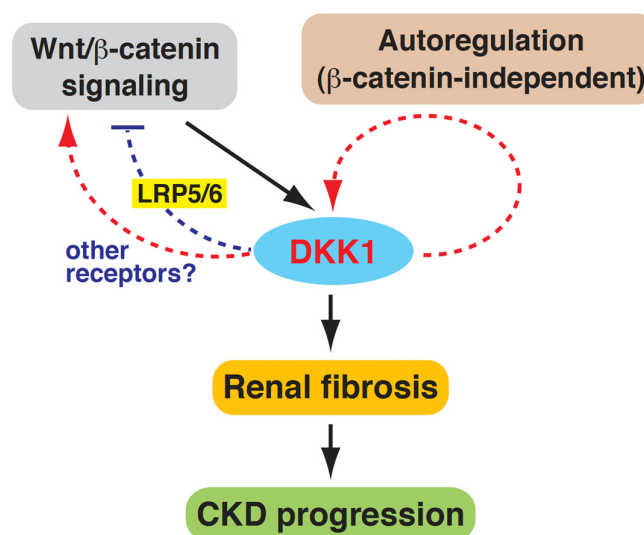 Wnt/β-catenin
signaling
Autoregulation
(β-catenin-independent)
LRP5/6
other
receptors?
DKK1
Renal fibrosis
CKD progression